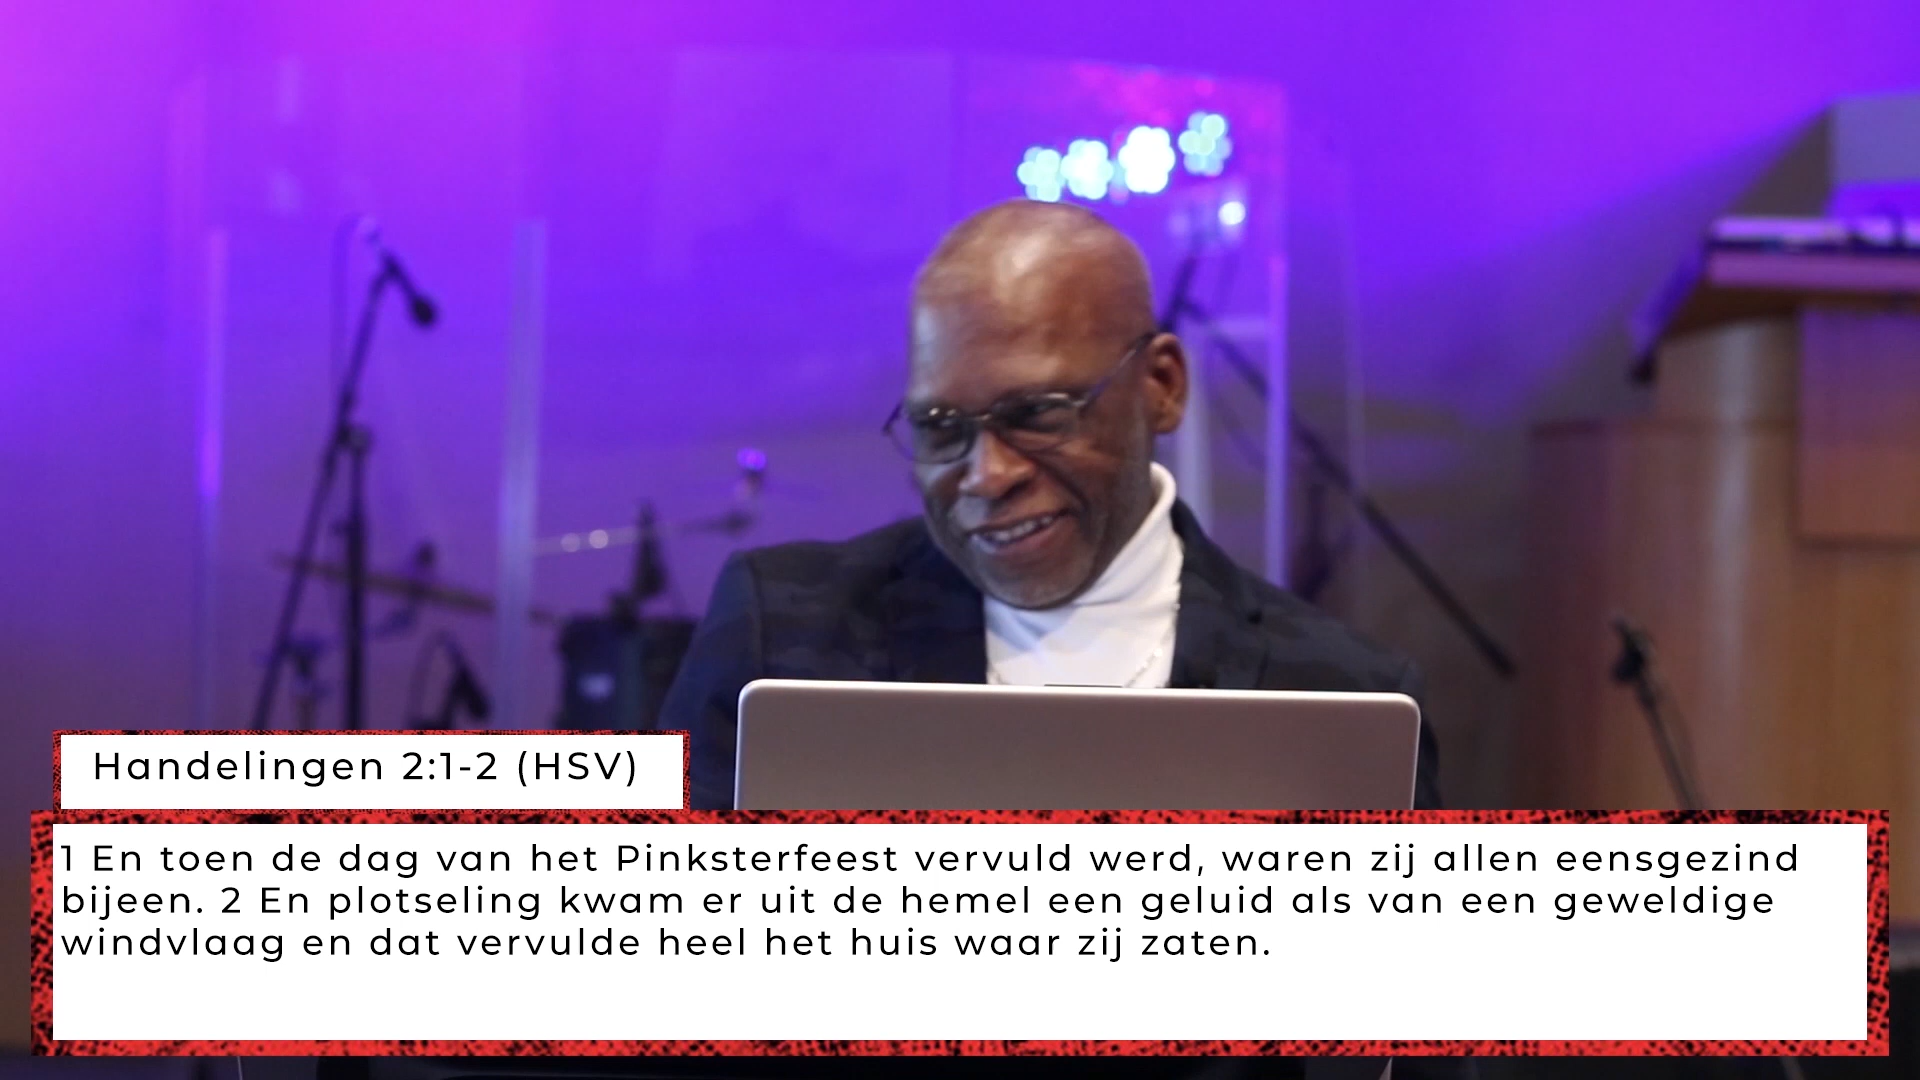 Handelingen 2:1-2 (HSV)
1 En toen de dag van het Pinksterfeest vervuld werd, waren zij allen eensgezind
bijeen. 2 En plotseling kwam er uit de hemel een geluid als van een geweldige
windvlaag en dat vervulde heel het huis waar zij zaten.